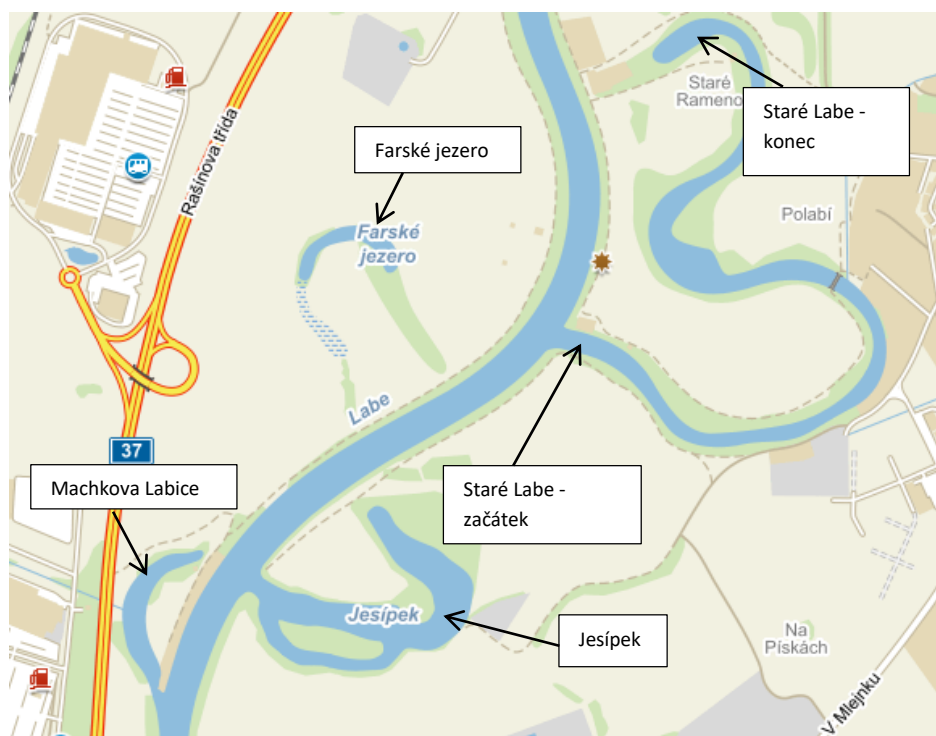 Staré
Rameno
Staré Labe -
konec
Rašínova třída
Farské jezero
Farské
jezero
Polabí
Labe
37
Machkova Labice
Staré Labe -
začátek
Jesípek
Jesípek
Na
Pískách
V Mlejnku